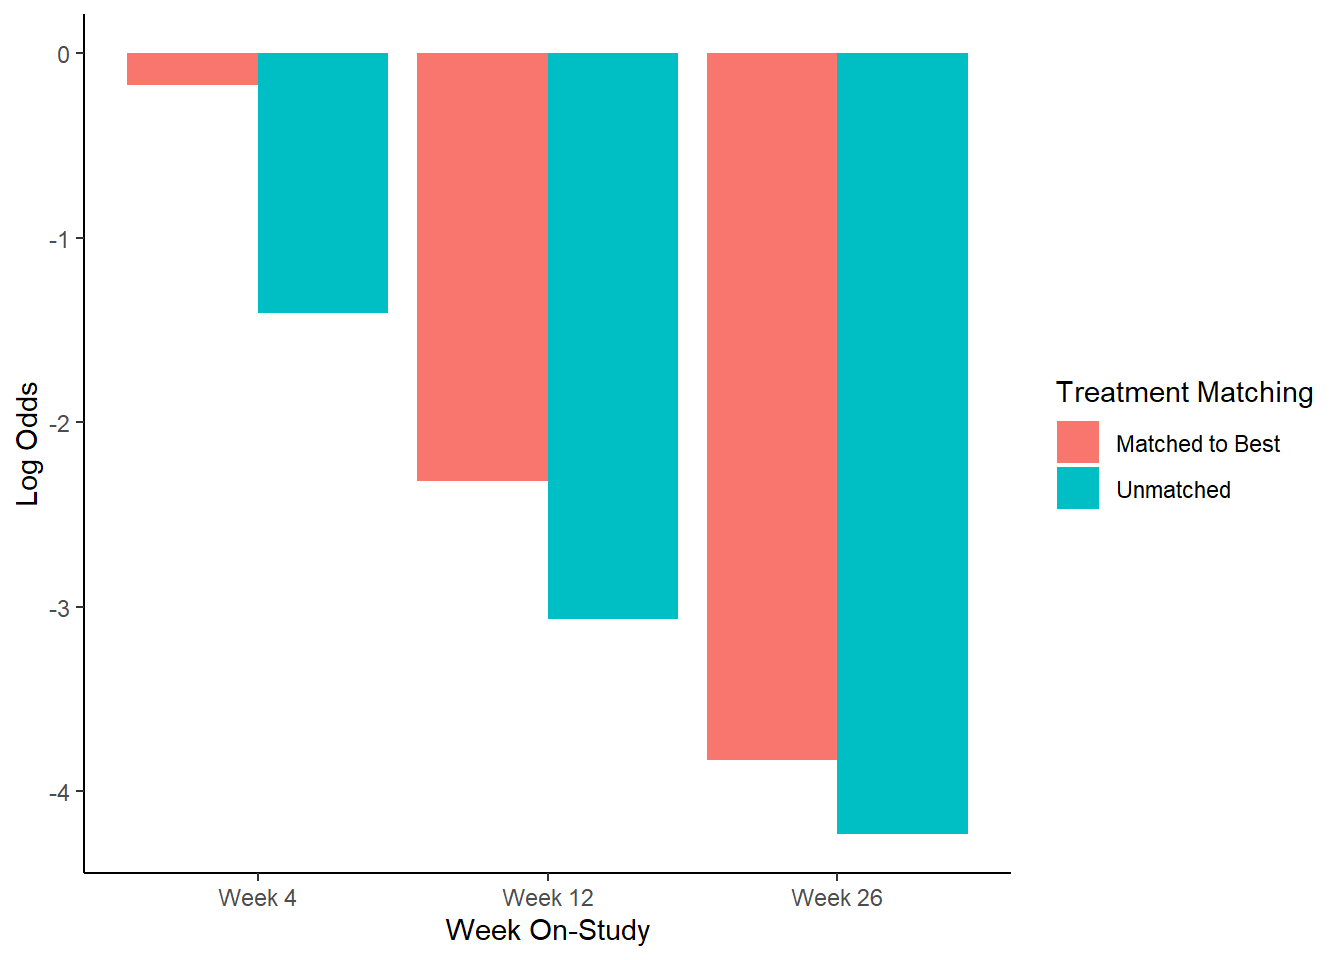 0
-1
-2
-3
-4
Log Odds
Week 4
Week 12
Week 26
Week On-Study
Treatment Matching
Matched to Best
Unmatched